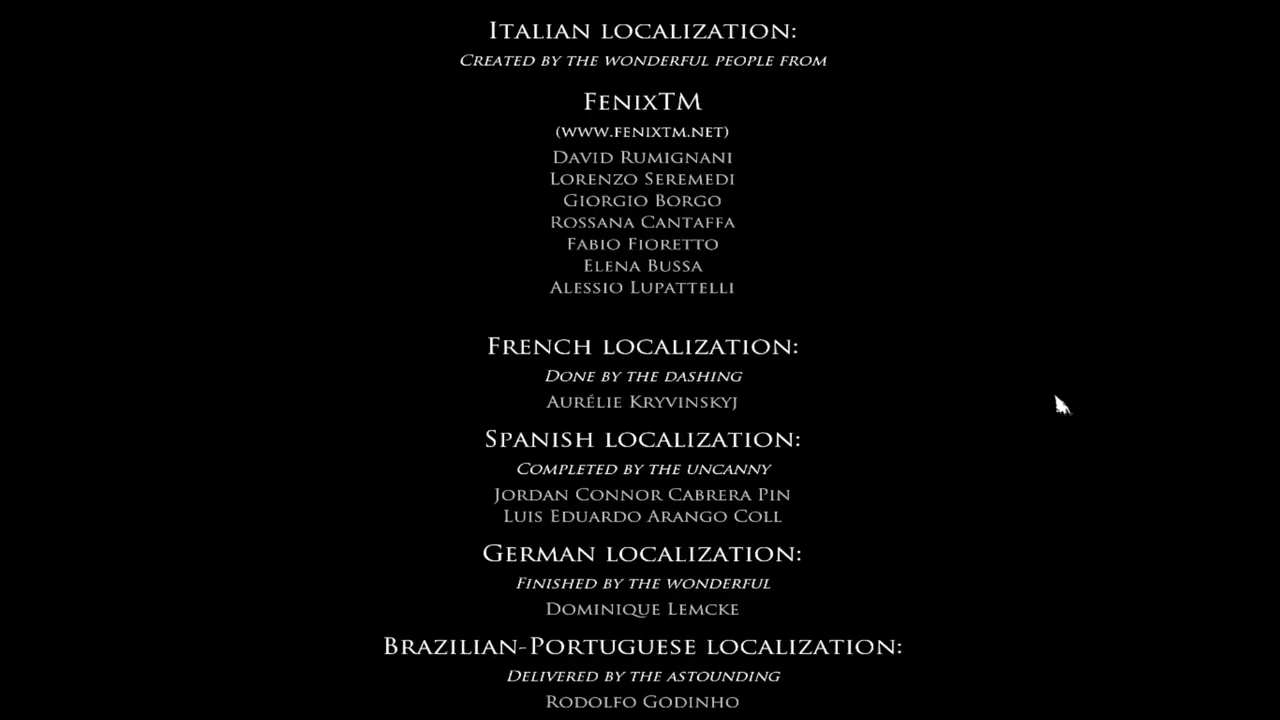 Italian localization:
Created by the wonderful people from
FenixTM
(www.fenixtm.net)
David Rumignani
Lorenzo Seremedi
Giorgio Borgo
Rossana Cantaffa
Fabio Fioretto
Elena Bussa
Alessio Lupattelli
French localization:
Done by the dashing
Aurélie Kryvinskyj
Spanish localization:
Completed by the uncanny
Jordan Connor Cabrera Pin
Luis Eduardo Arango Coll
German localization:
Finished by the wonderful
Dominique Lemcke
Brazilian-Portuguese localization:
Delivered by the astounding
Rodolfo Godinho